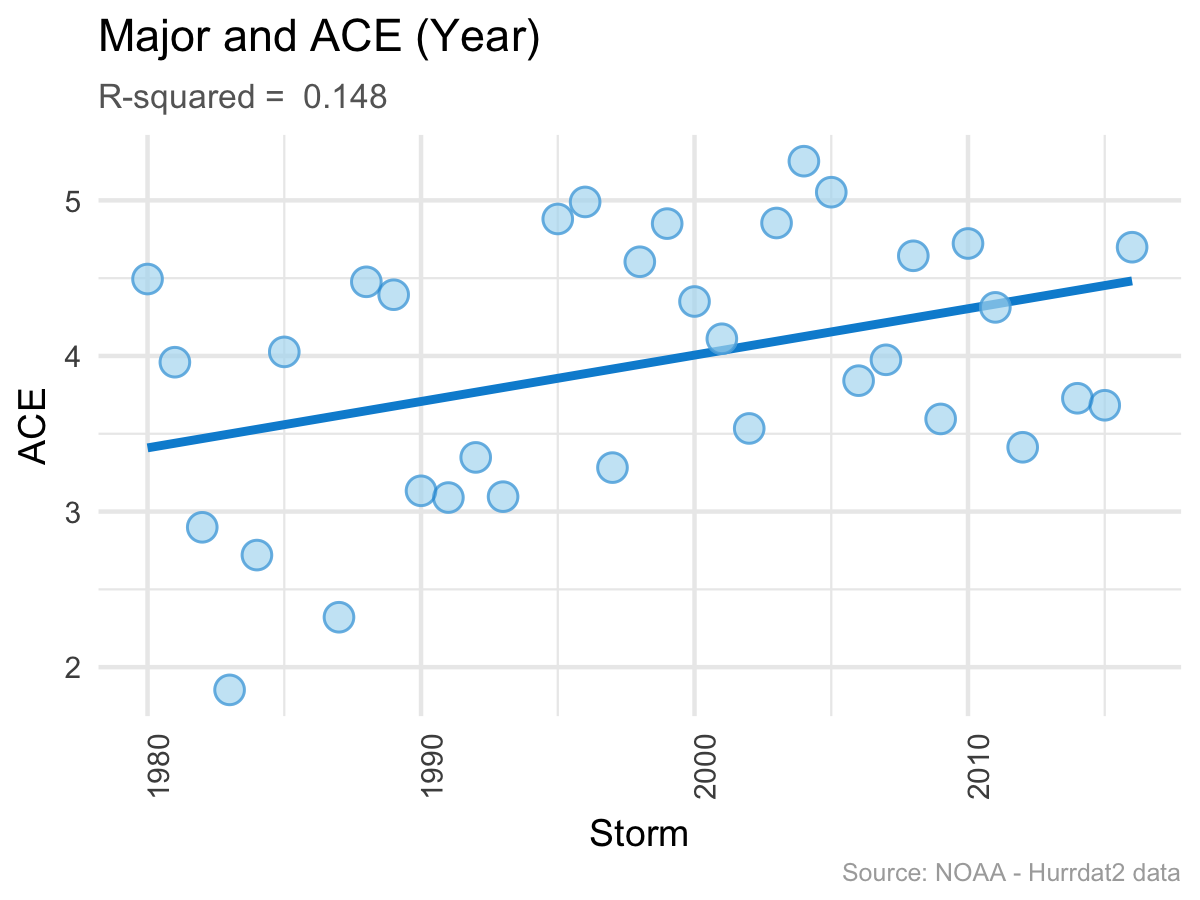 Major and ACE (Year)
R-squared =  0.148
5
4
3
2
ACE
1980
1990
2000
2010
Storm
Source: NOAA - Hurrdat2 data